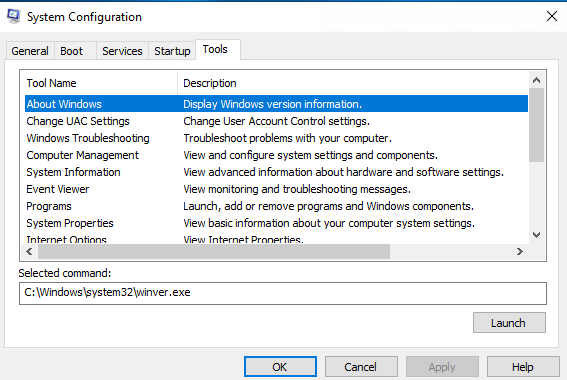 System Configuration
General Boot Services Startup Tools
Tool Name Description
About Windows Display Windows version information.
Change UAC Settings Change User Account Control settings.
Windows Troubleshooting Troubleshoot problems with your computer.
Computer Management View and configure system settings and components.
System Information View advanced information about hardware and software settings.
Event Viewer View monitoring and troubleshooting messages.
Programs Launch, add or remove programs and Windows components.
System Properties View basic information about your computer system settings.
Internet Options View Internet Properties.
Selected command:
C:\Windows\system32\winver.exe
Launch
OK Cancel Apply Help